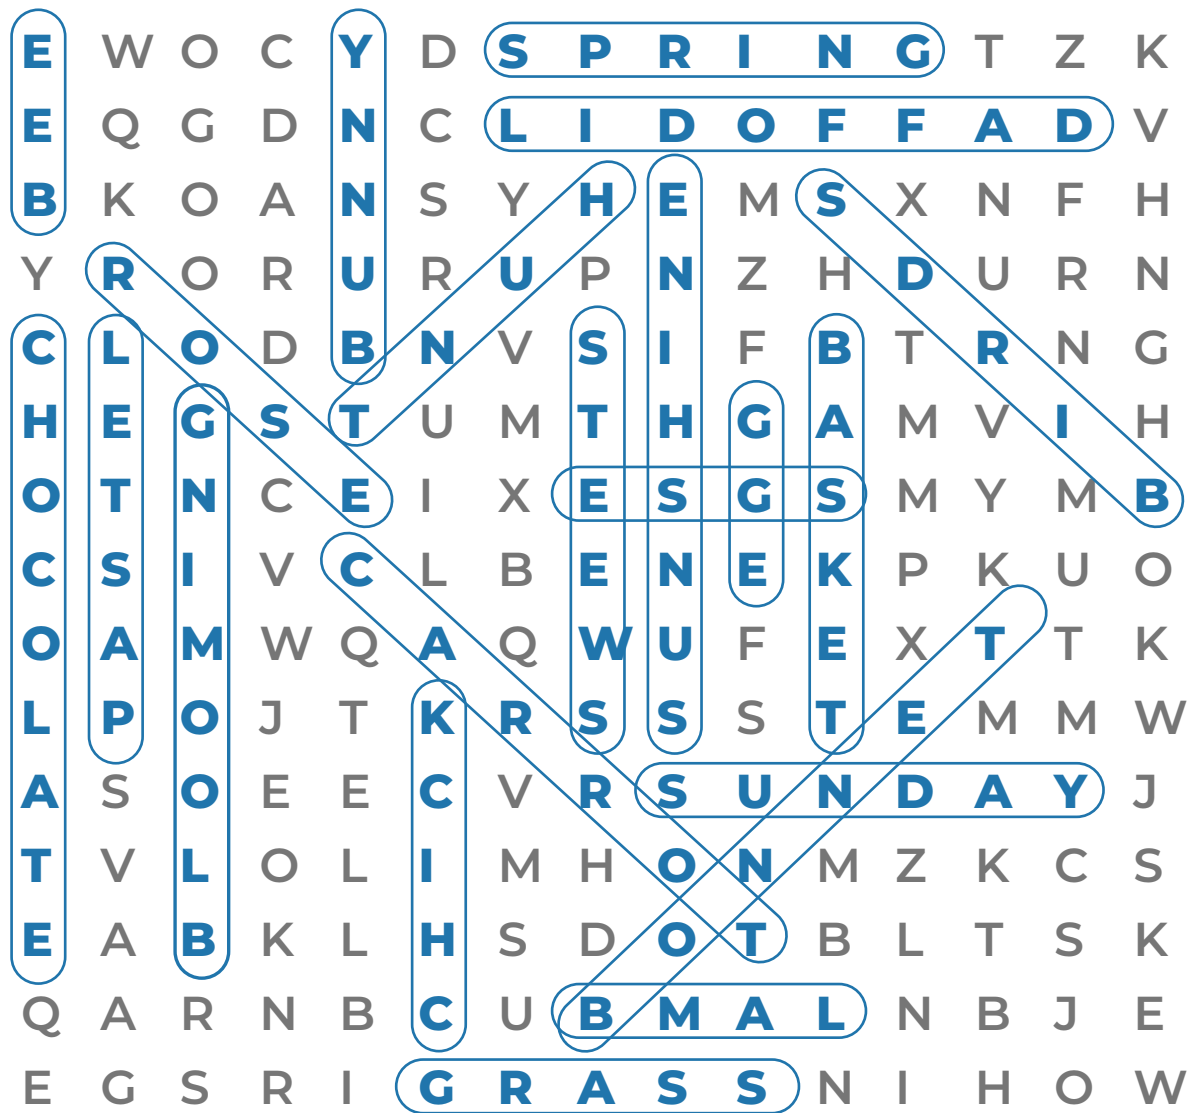 E W O C Y D S P R I N G T Z K
E Q G D N C L I D O F F A D V
B K O A N S Y H E M S X N F H
Y R O R U R U P N Z H D U R N
C L O D B N V S I F B T R N G
H E G S T U M T H G A M V I H
O T N C E I X E S G S M Y M B
C S I V C L B E N E K P K U O
O A M W Q A Q W U F E X T T K
L P O J T K R S S S T E M M W
A S O E E C V R S U N D A Y J
T V L O L I M H O N M Z K C S
E A B K L H S D O T B L T S K
Q A R N B C U B M A L N B J E
E G S R I G R A S S N I H O W